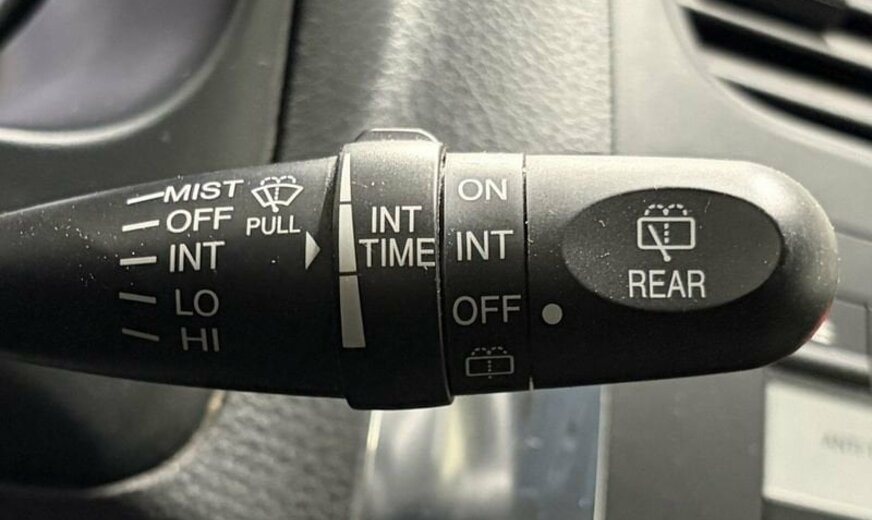 MIST
OFF
INT
LO
HI
PULL
INT
TIME
ON
INT
OFF
REAR